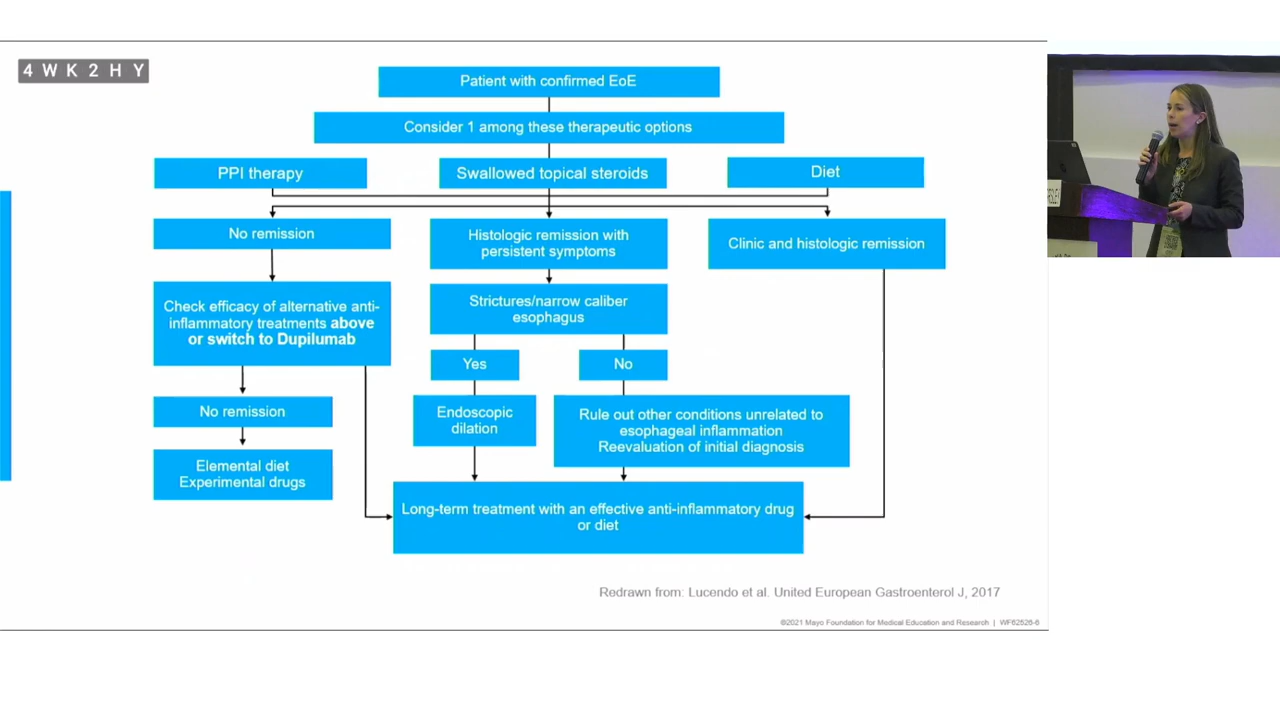 4WK2HY
Patient with confirmed EoE
Consider 1 among these therapeutic options
PPI therapy
Swallowed topical steroids
Diet
No remission
Histologic remission with
persistent symptoms
Clinic and histologic remission
Check efficacy of alternative anti-
inflammatory treatments above
or switch to Dupilumab
Strictures/narrow caliber
esophagus
Yes
No
No remission
Endoscopic
dilation
Rule out other conditions unrelated to
esophageal inflammation
Reevaluation of initial diagnosis
Elemental diet
Experimental drugs
Long-term treatment with an effective anti-inflammatory drug
or diet
Redrawn from: Lucendo et al. United European Gastroenterol J, 2017
©2021 Mayo Foundation for Medical Education and Research | WF62526-6